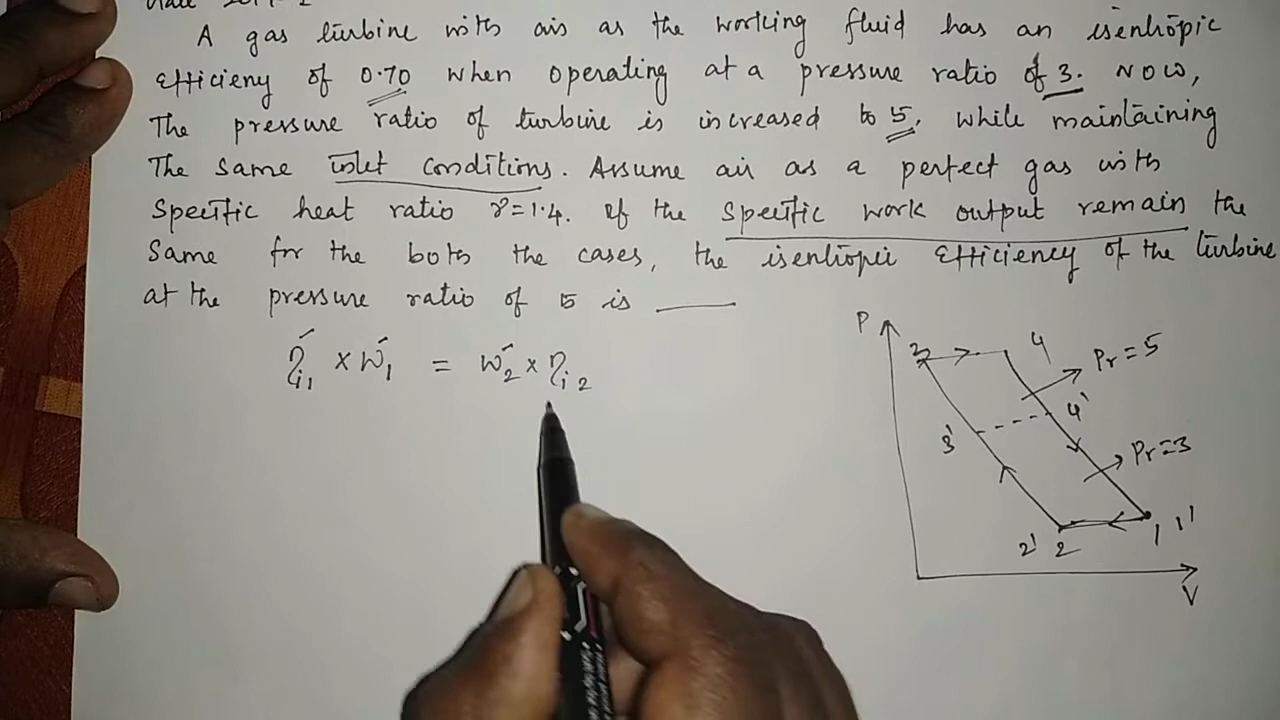 A gas turbine with air as the working fluid has an isentropic
Efficieny of 0.70 when operating at a pressure ratio of 3. Now,
The pressure ratio of turbine is increased to 5, while maintaining
The same inlet conditions. Assume air as a perfect gas with
Specific heat ratio γ=1.4. If the specific work output remain the
Same for the both the cases, the isentropic Efficiency of the turbine
at the pressure ratio of 5 is ____
ήi1 × Ẃ1 = Ẃ2 × ηi2
P
3
4
Pr = 5
4'
3'
Pr=3
2' 2
1 1'
V